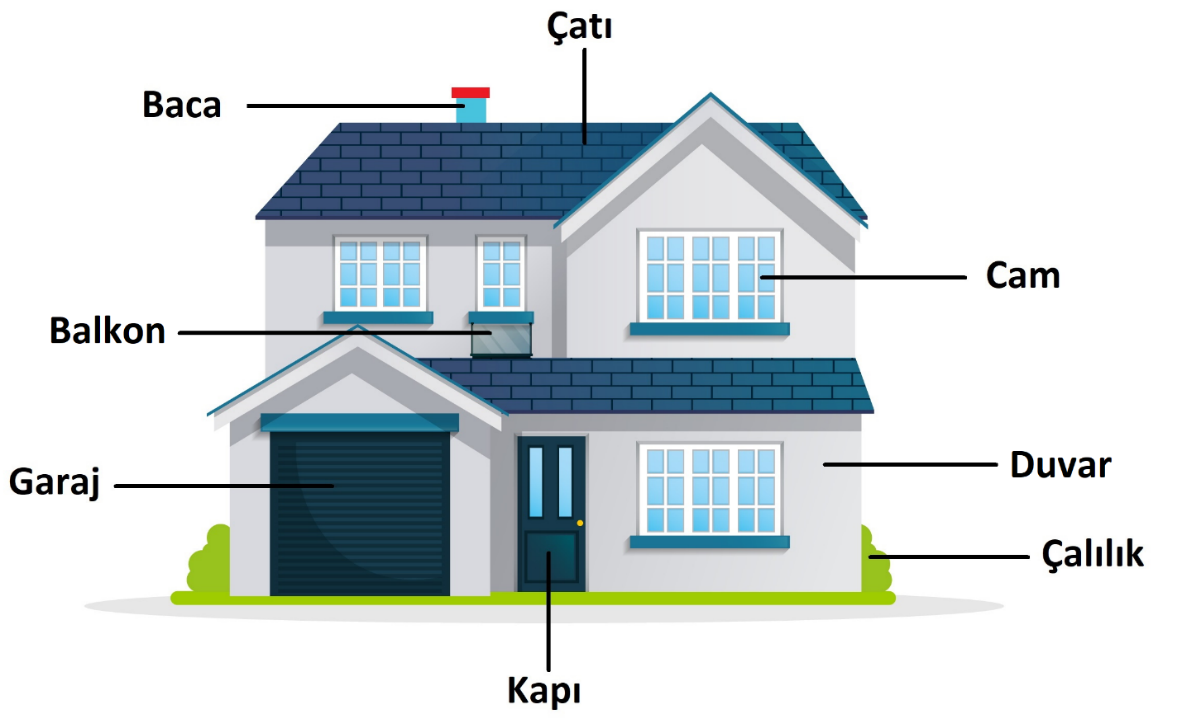 Çatı
Baca
Cam
Balkon
Duvar
Garaj
Çalılık
Kapı